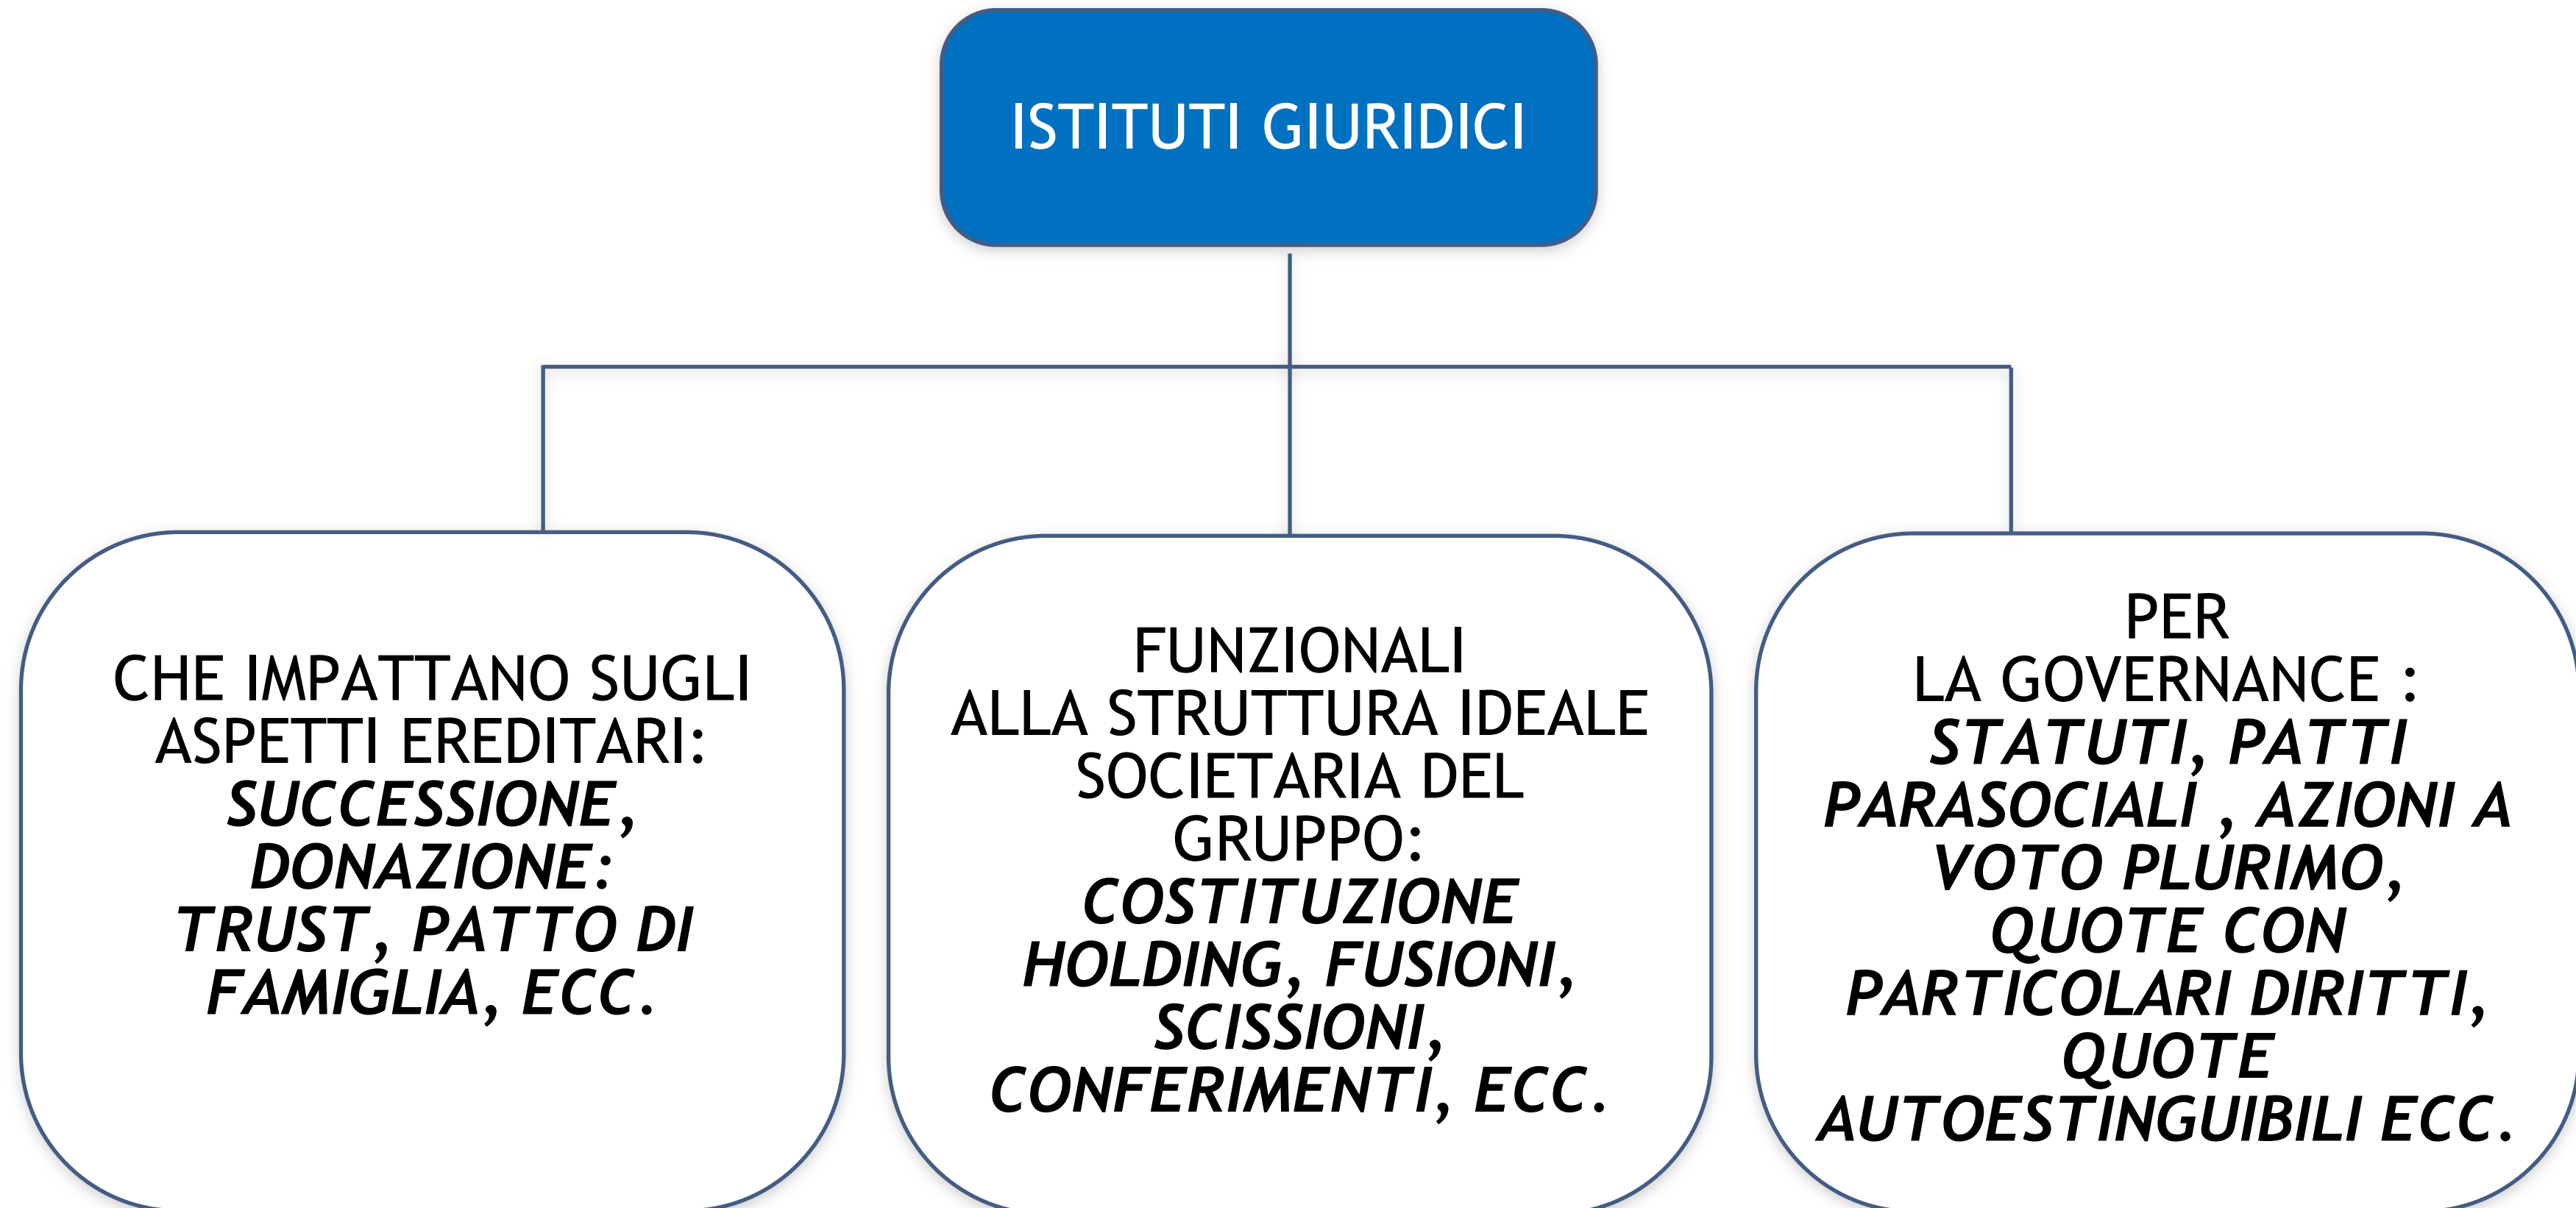 ISTITUTI GIURIDICI
CHE IMPATTANO SUGLI
ASPETTI EREDITARI:
SUCCESSIONE,
DONAZIONE:
TRUST, PATTO DI
FAMIGLIA, ECC.
FUNZIONALI
ALLA STRUTTURA IDEALE
SOCIETARIA DEL
GRUPPO:
COSTITUZIONE
HOLDING, FUSIONI,
SCISSIONI,
CONFERIMENTI, ECC.
PER
LA GOVERNANCE :
STATUTI, PATTI
PARASOCIALI , AZIONI A
VOTO PLURIMO,
QUOTE CON
PARTICOLARI DIRITTI,
QUOTE
AUTOESTINGUIBILI ECC.